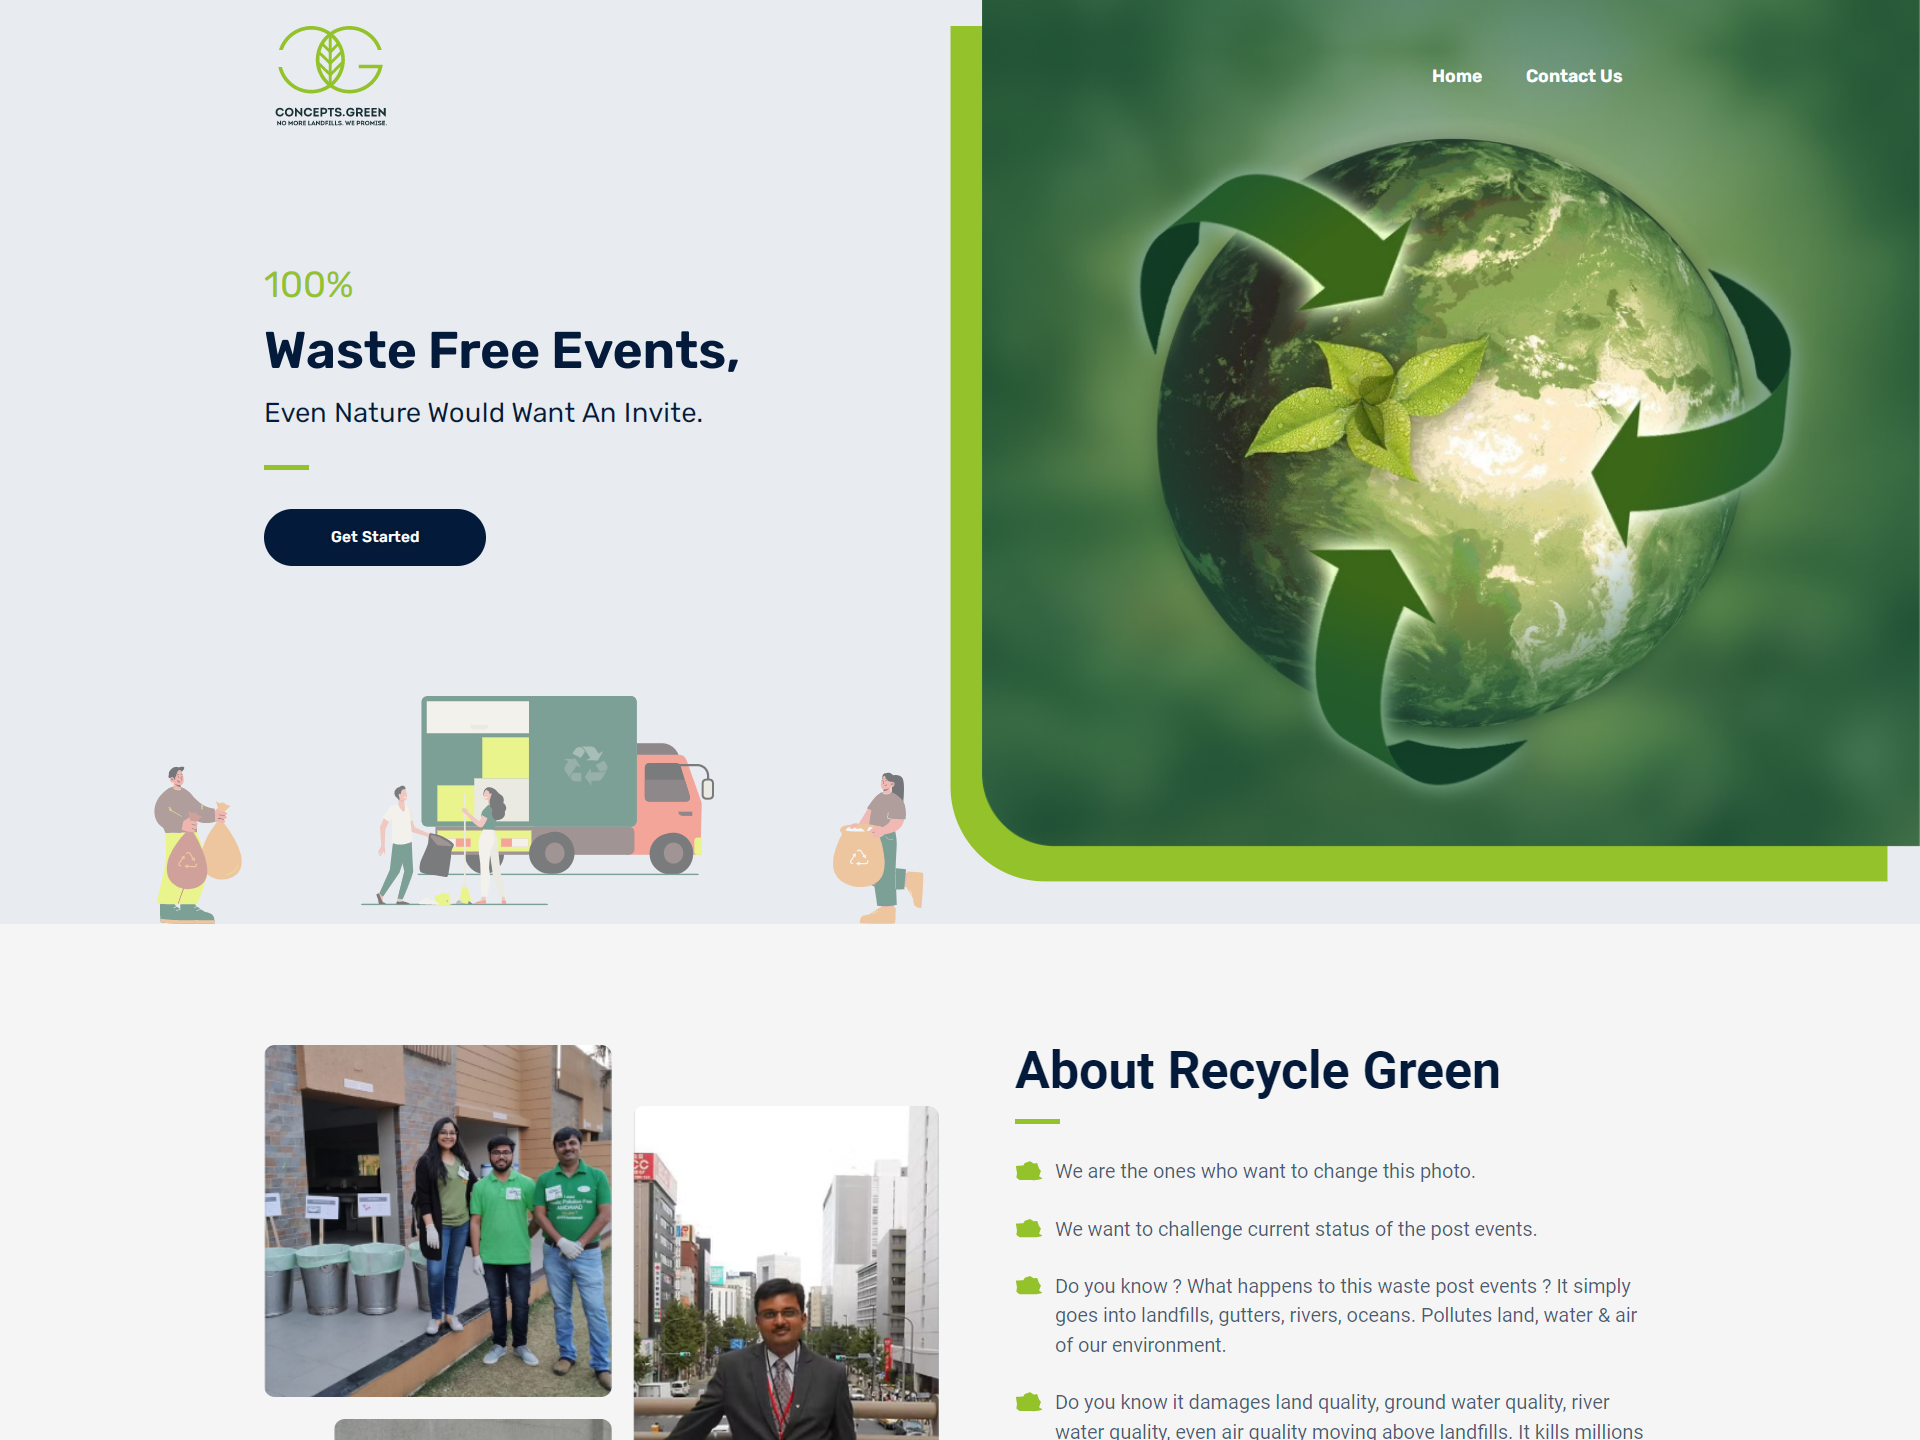 CONCEPTS.GREEN
NO MORE LANDFILLS. WE PROMISE.
Home
Contact Us
100%
Waste Free Events,
Even Nature Would Want An Invite.
Get Started
About Recycle Green
We are the ones who want to change this photo.
We want to challenge current status of the post events.
Do you know ? What happens to this waste post events ? It simply
goes into landfills, gutters, rivers, oceans. Pollutes land, water & air
of our environment.
Do you know it damages land quality, ground water quality, river
water quality, even air quality moving above landfills. It kills millions